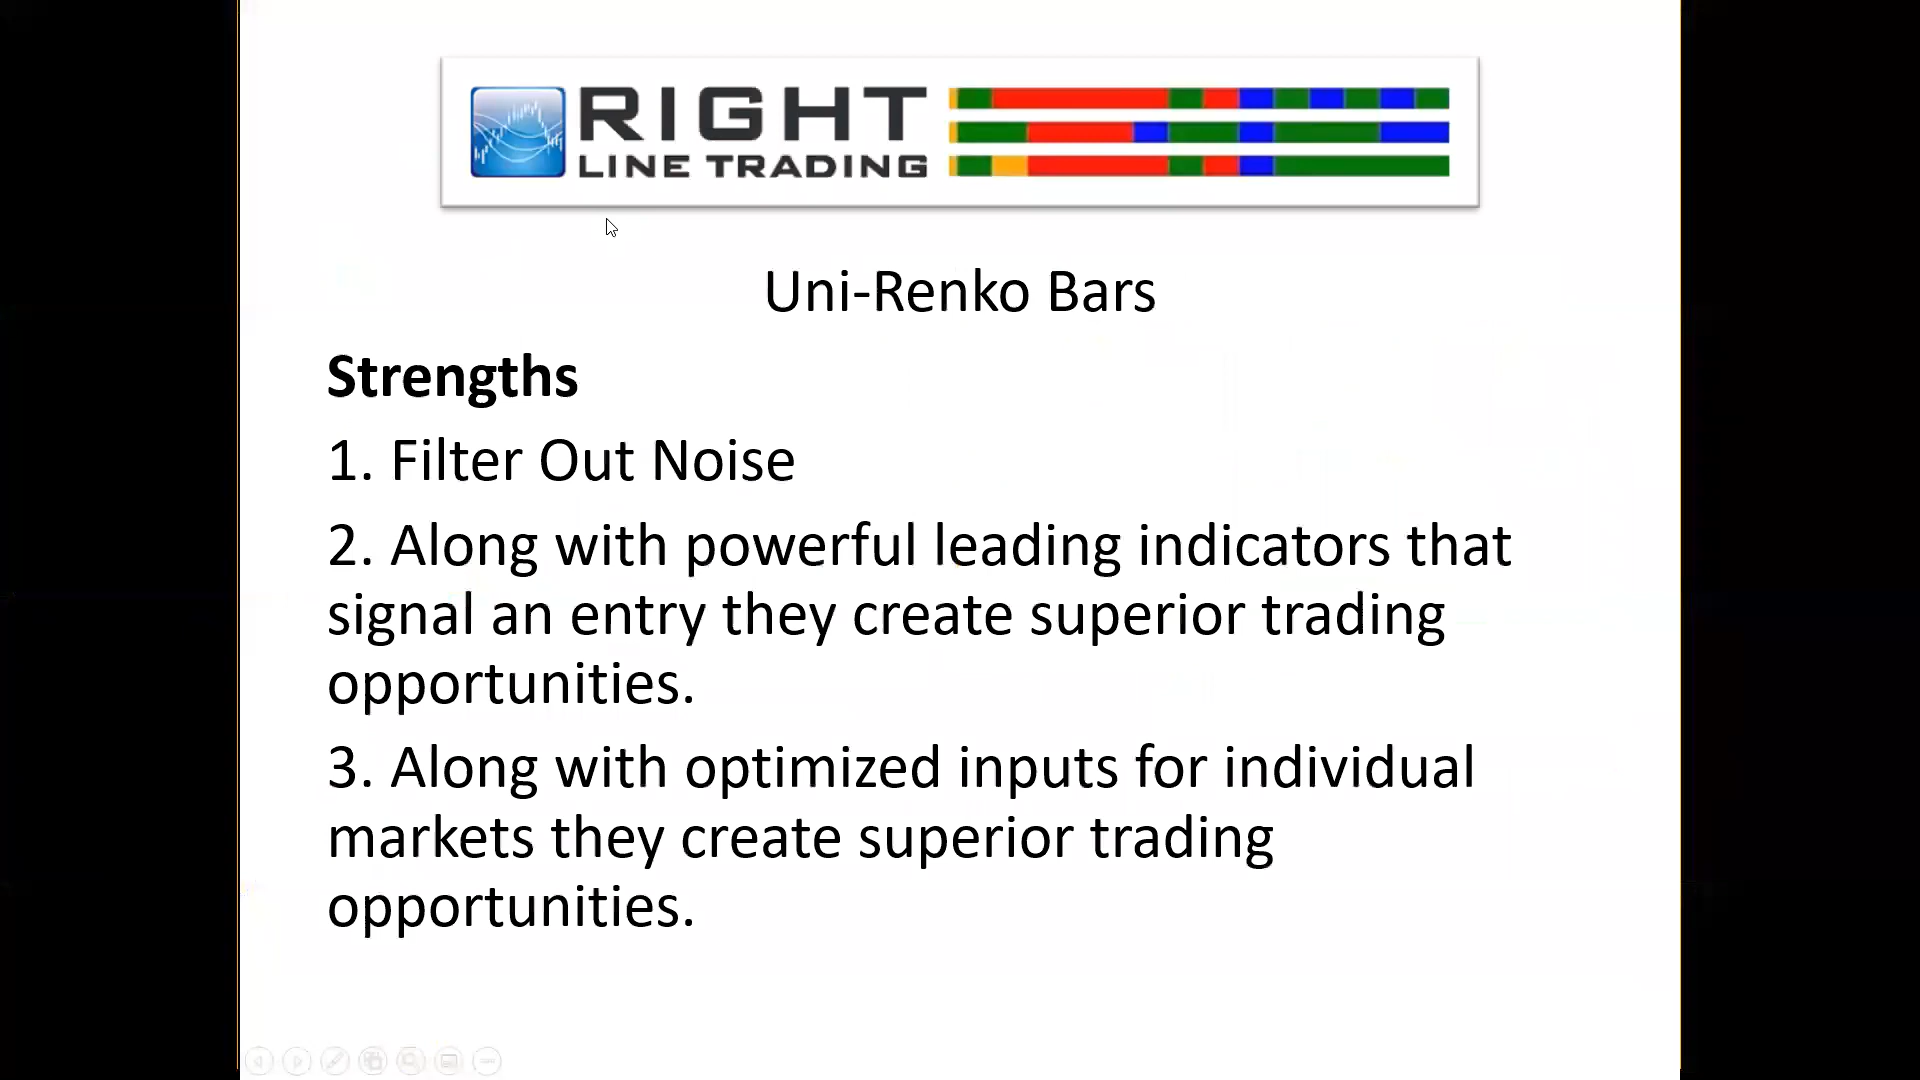 RIGHT
LINE TRADING
Uni-Renko Bars
Strengths
1. Filter Out Noise
2. Along with powerful leading indicators that
signal an entry they create superior trading
opportunities.
3. Along with optimized inputs for individual
markets they create superior trading
opportunities.